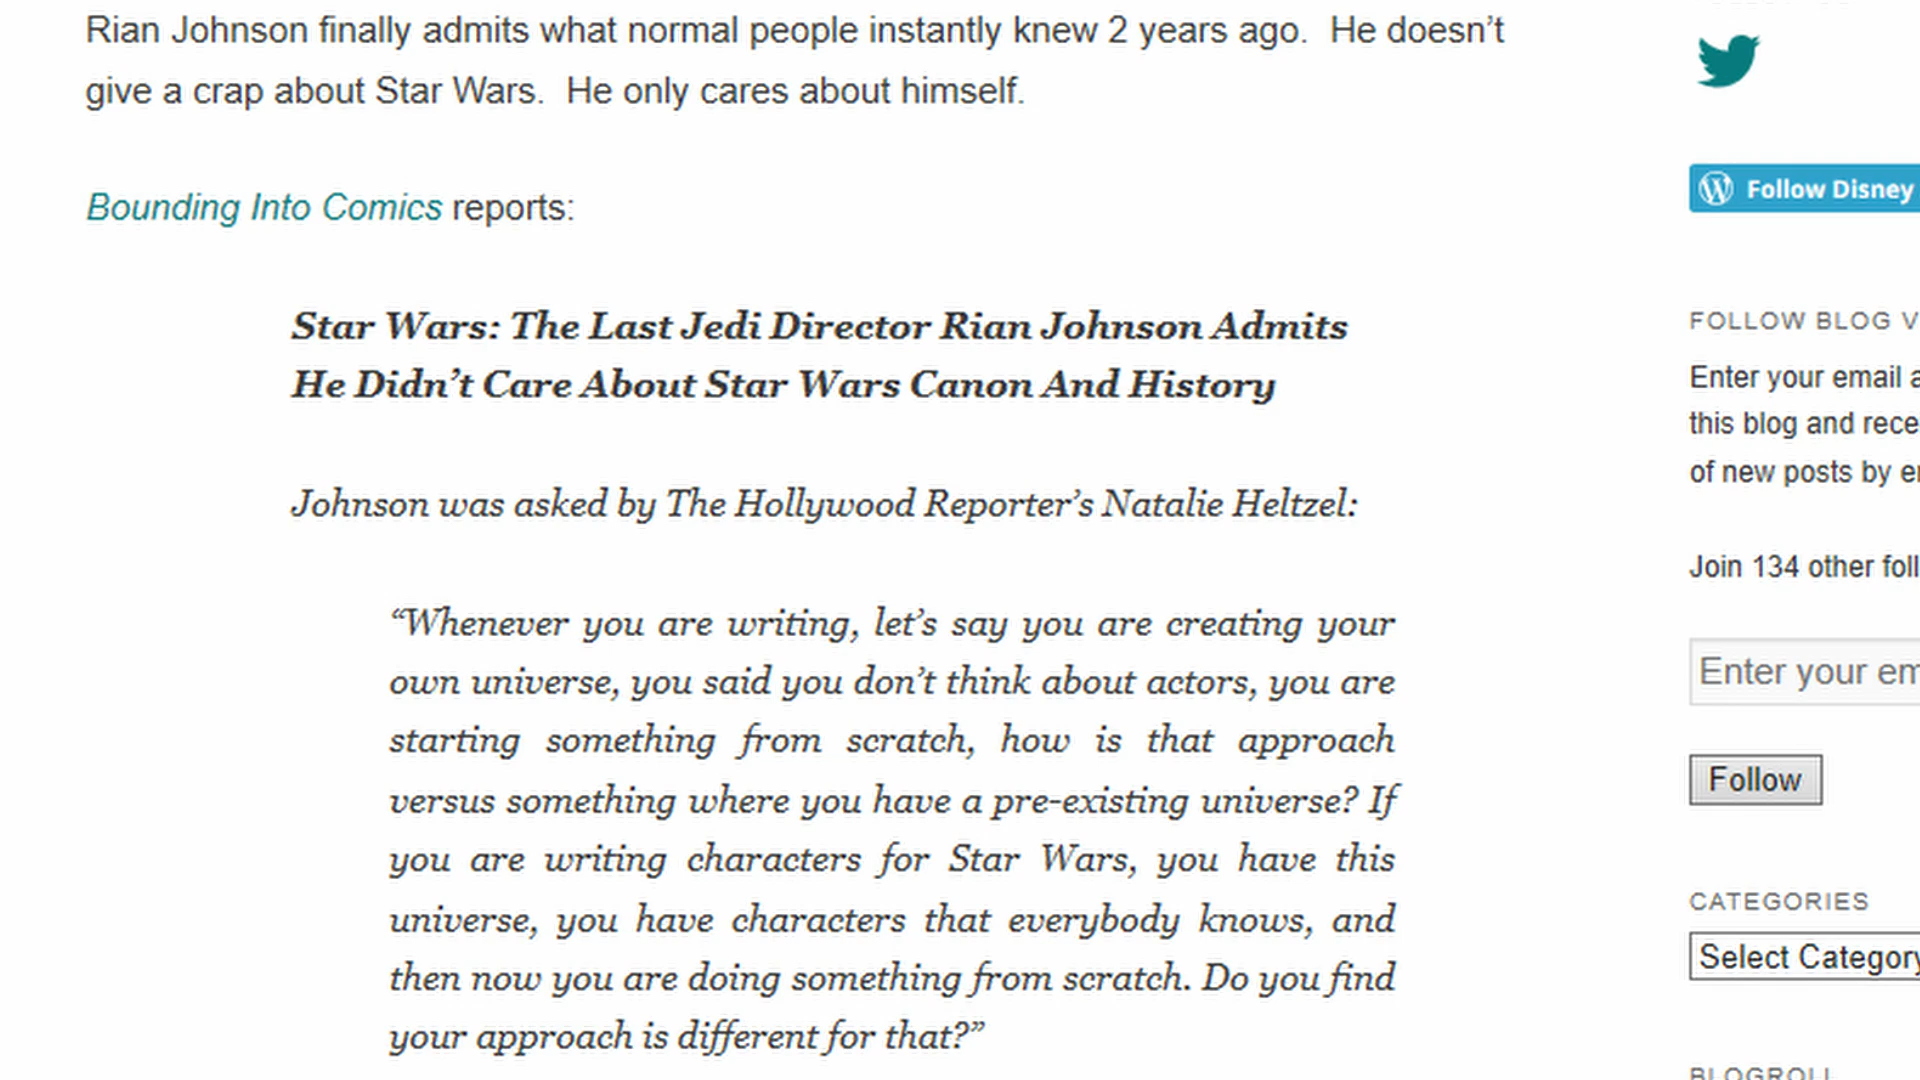 Rian Johnson finally admits what normal people instantly knew 2 years ago.  He doesn’t
give a crap about Star Wars.  He only cares about himself.
Bounding Into Comics reports:
Star Wars: The Last Jedi Director Rian Johnson Admits
He Didn’t Care About Star Wars Canon And History
Johnson was asked by The Hollywood Reporter’s Natalie Heltzel:
“Whenever you are writing, let’s say you are creating your
own universe, you said you don’t think about actors, you are
starting something from scratch, how is that approach
versus something where you have a pre-existing universe? If
you are writing characters for Star Wars, you have this
universe, you have characters that everybody knows, and
then now you are doing something from scratch. Do you find
your approach is different for that?”
Follow Disney
FOLLOW BLOG V
Enter your email a
this blog and rece
of new posts by e
Join 134 other foll
Enter your em
Follow
CATEGORIES
Select Category
BLOGROLL